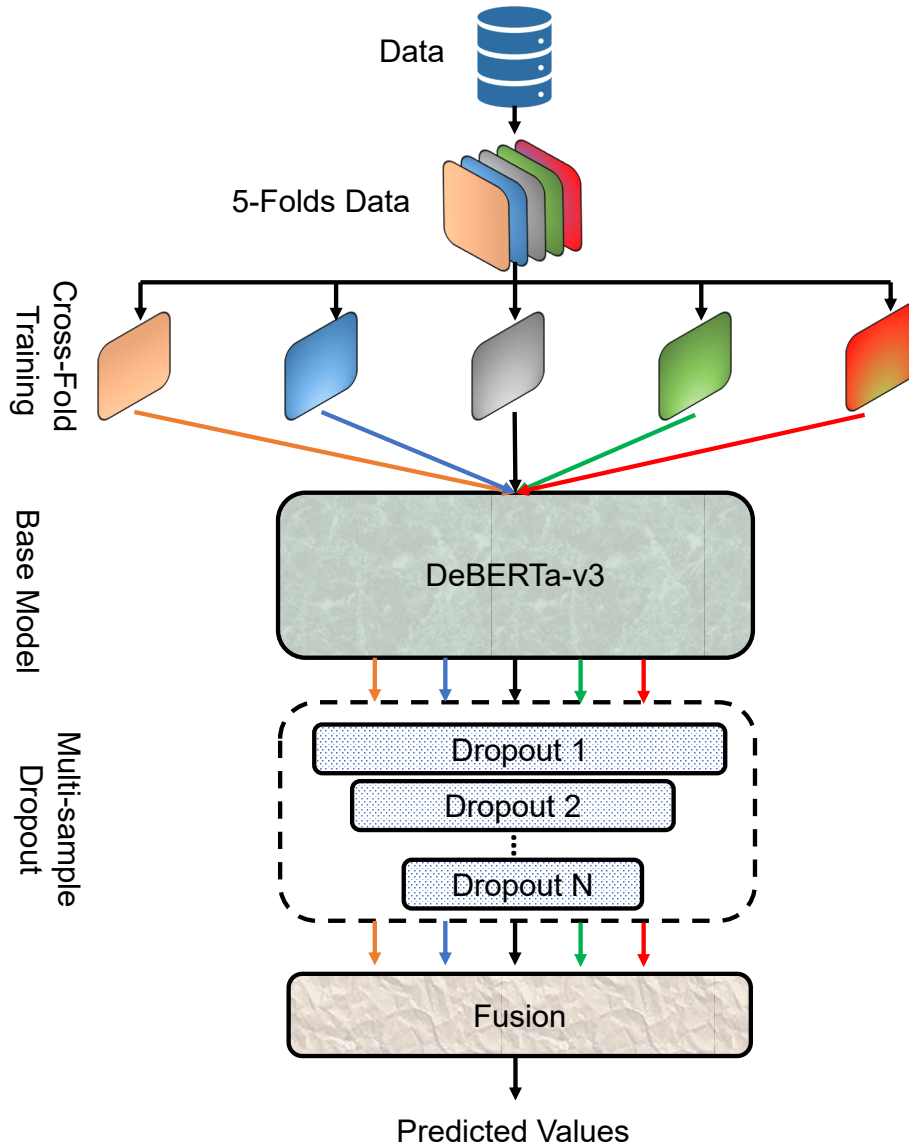 Data
5-Folds Data
Cross-Fold
Training
Base Model
DeBERTa-v3
Multi-sample
Dropout
Dropout 1
Dropout 2
Dropout N
Fusion
Predicted Values